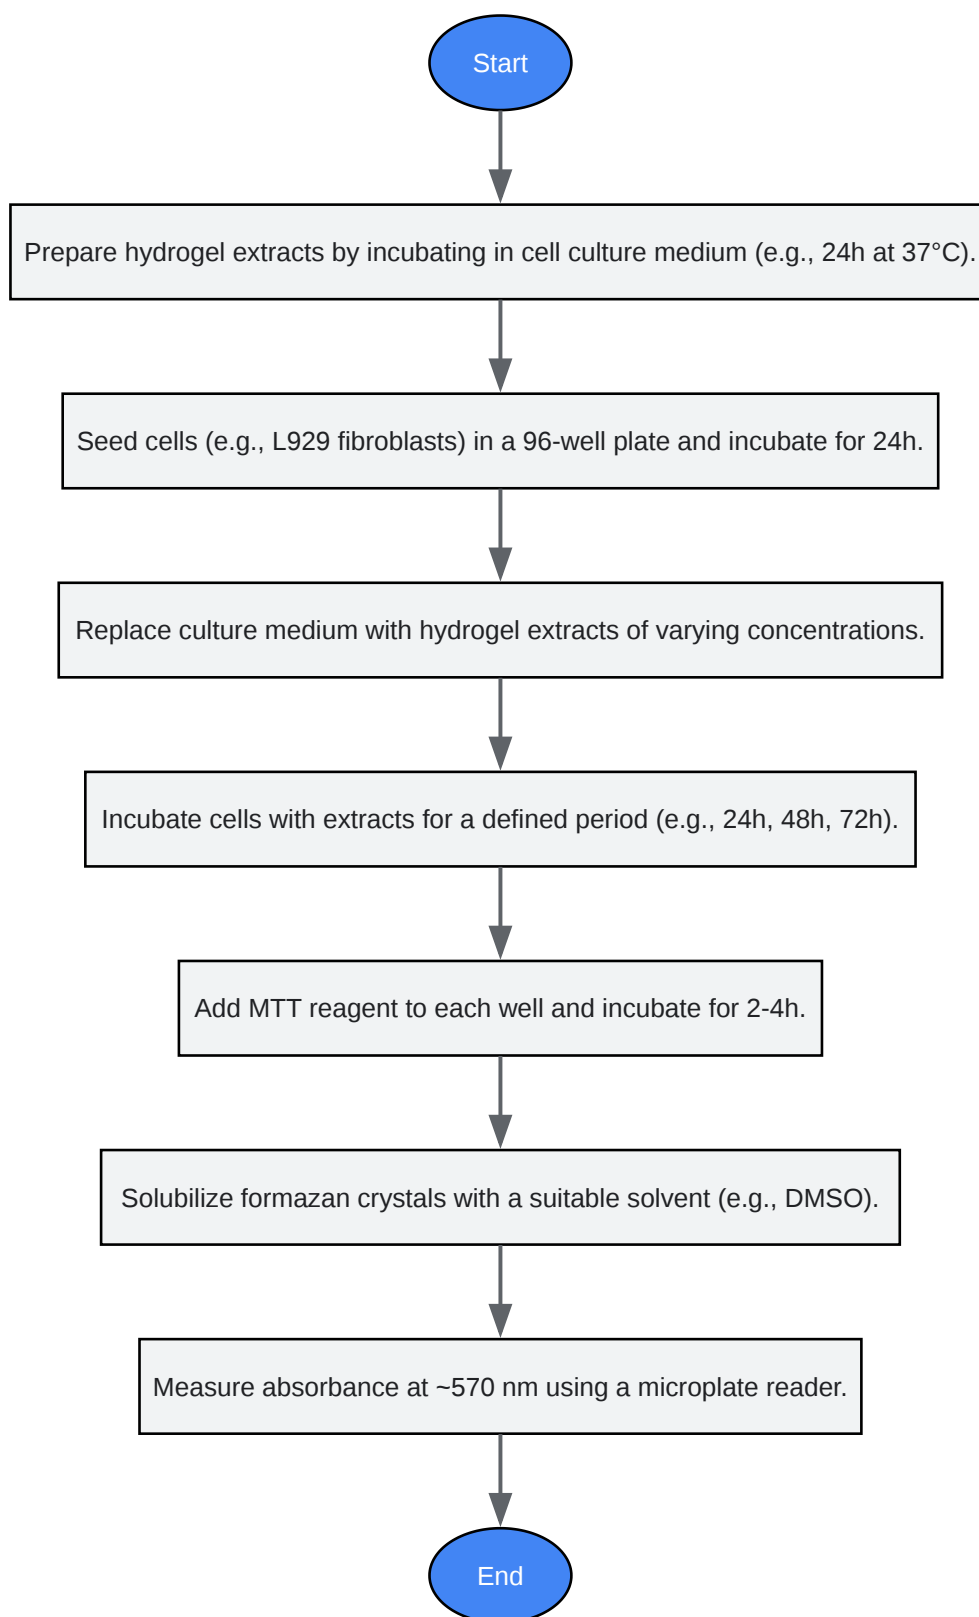 Start
Prepare hydrogel extracts by incubating in cell culture medium (e.g., 24h at 37°C).
Seed cells (e.g., L929 fibroblasts) in a 96-well plate and incubate for 24h.
Replace culture medium with hydrogel extracts of varying concentrations.
Incubate cells with extracts for a defined period (e.g., 24h, 48h, 72h).
Add MTT reagent to each well and incubate for 2-4h.
Solubilize formazan crystals with a suitable solvent (e.g., DMSO).
Measure absorbance at ~570 nm using a microplate reader.
End